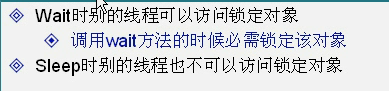 Wait时别的线程可以访问锁定对象
调用wait方法的时候必需锁定该对象
Sleep时别的线程也不可以访问锁定对象